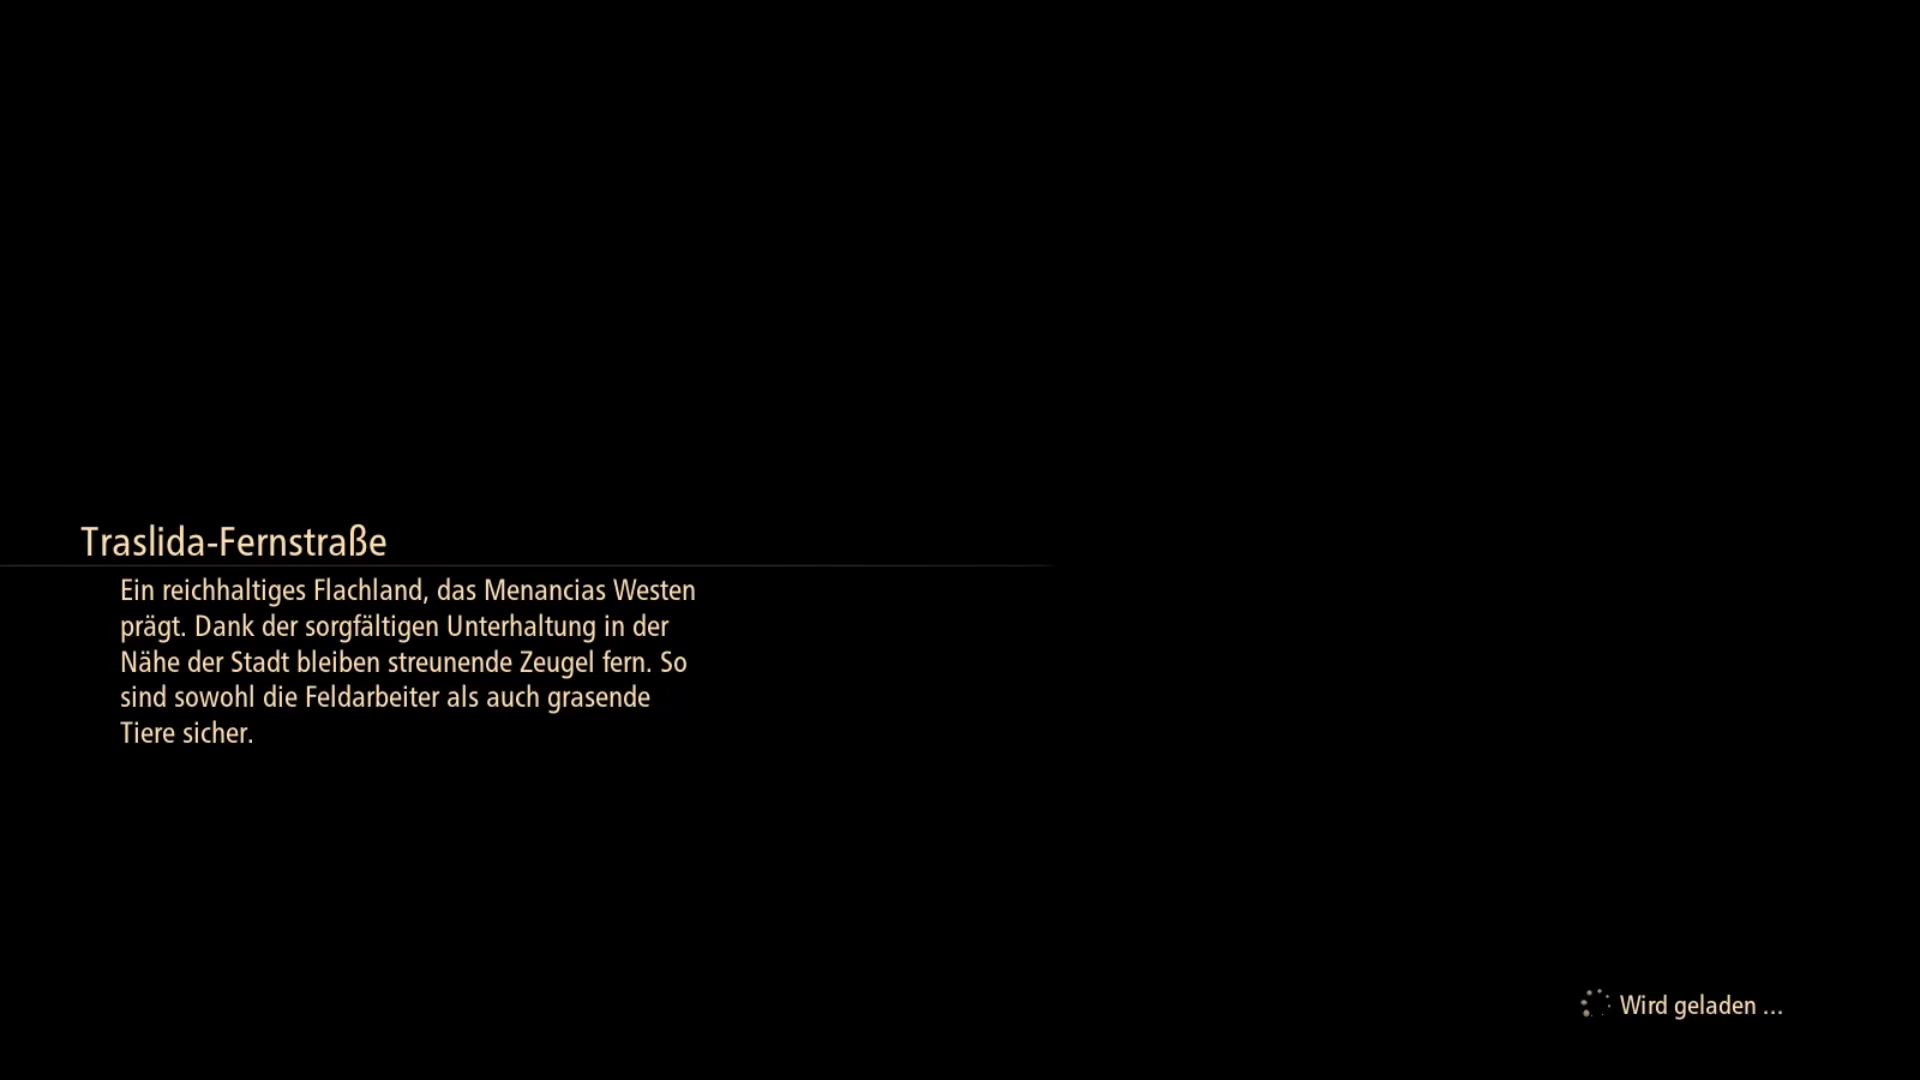 Traslida-Fernstraße
Ein reichhaltiges Flachland, das Menancias Westen
prägt. Dank der sorgfältigen Unterhaltung in der
Nähe der Stadt bleiben streunende Zeugel fern. So
sind sowohl die Feldarbeiter als auch grasende
Tiere sicher.
Wird geladen ...